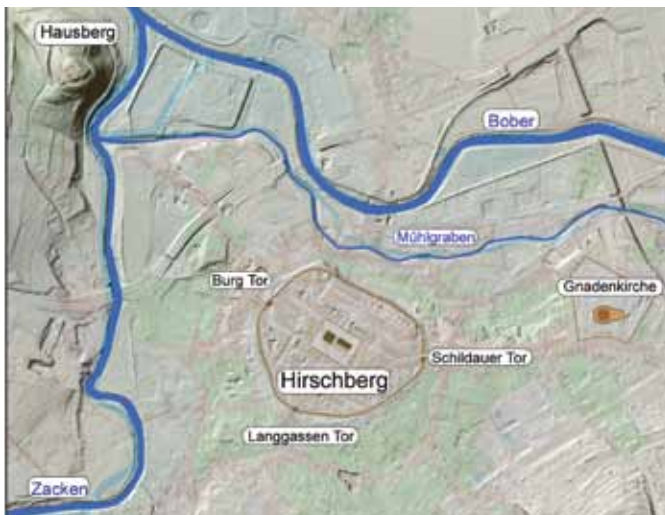 Hausberg
Bober
Mühlgraben
Burg Tor
Gnadenkirche
Schildauer Tor
Hirschberg
Langgassen Tor
Zacken